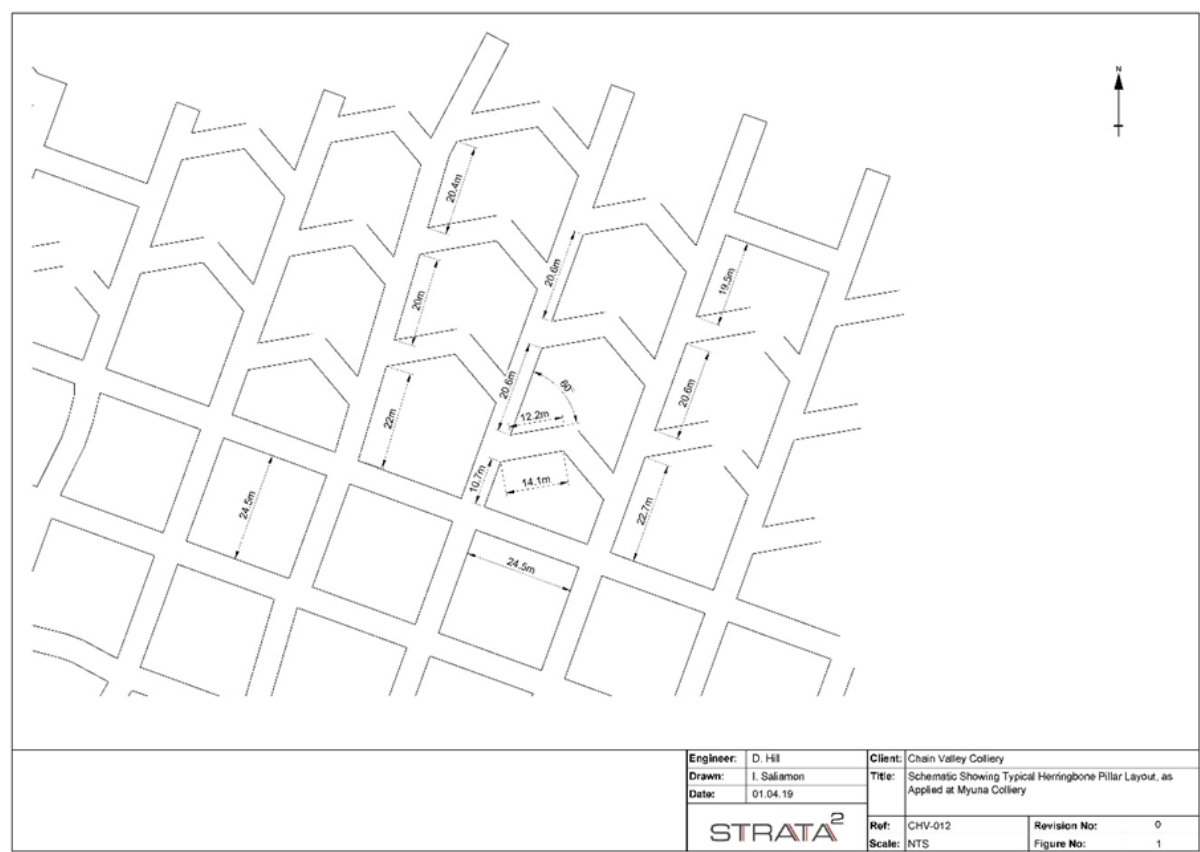 N
20.4m
20.6m
19.5m
20m
20.6m
60°
20.6m
12.2m
22m
10.7m
14.1m
24.5m
22.7m
24.5m
Engineer: D. Hill
Drawn: I. Saliamon
Date: 01.04.19
STRATA2
Client: Chain Valley Colliery
Title: Schematic Showing Typical Herringbone Pillar Layout, as
Applied at Myuna Colliery
Ref: CHV-012 Revision No: 0
Scale: NTS Figure No: 1